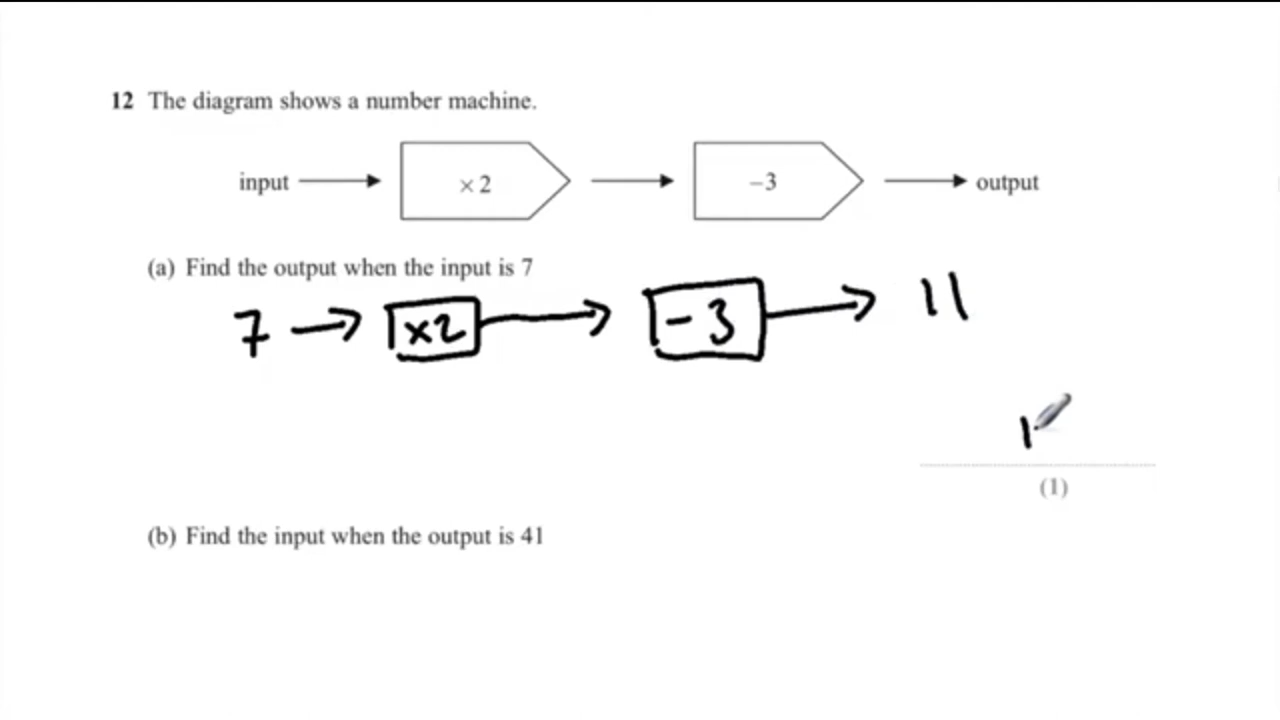 12 The diagram shows a number machine.
input × 2 −3 output
(a) Find the output when the input is 7
7 → ×2 → −3 → 11
1
(1)
(b) Find the input when the output is 41